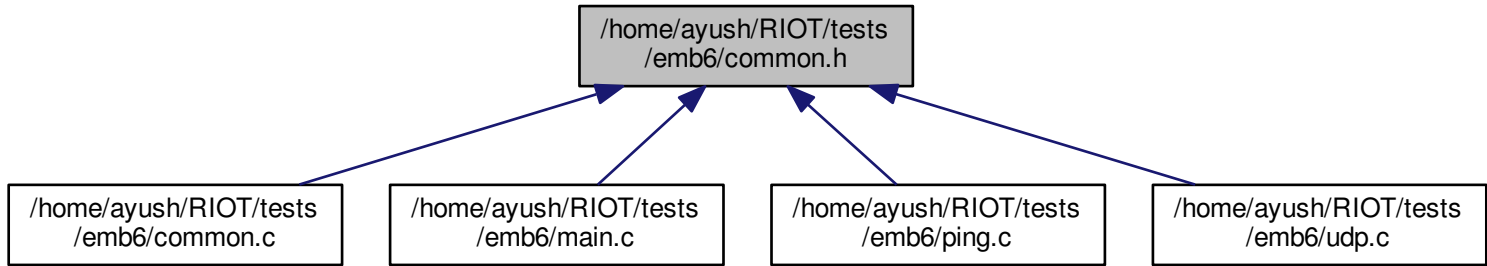 /home/ayush/RIOT/tests
/emb6/common.h
/home/ayush/RIOT/tests
/emb6/common.c
/home/ayush/RIOT/tests
/emb6/main.c
/home/ayush/RIOT/tests
/emb6/ping.c
/home/ayush/RIOT/tests
/emb6/udp.c